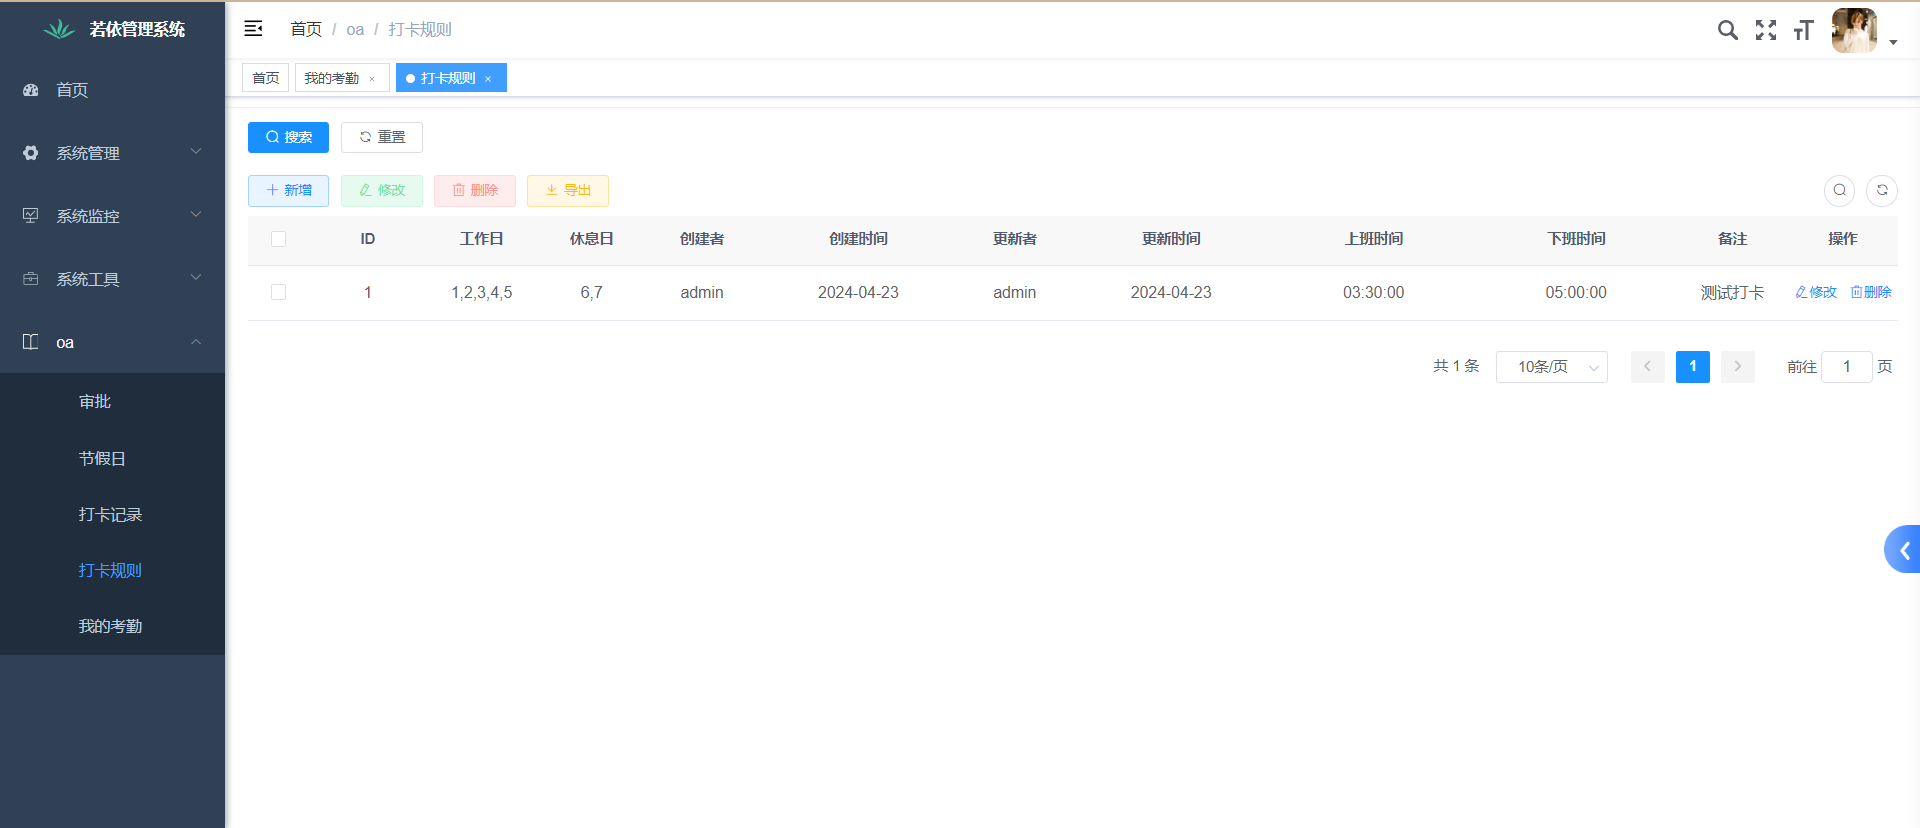 若依管理系统
首页 / oa / 打卡规则
首页
我的考勤 ×
打卡规则 ×
首页
系统管理
系统监控
系统工具
oa
审批
节假日
打卡记录
打卡规则
我的考勤
搜索 重置
新增 修改 删除 导出
ID 工作日 休息日 创建者 创建时间 更新者 更新时间 上班时间 下班时间 备注 操作
1 1,2,3,4,5 6,7 admin 2024-04-23 admin 2024-04-23 03:30:00 05:00:00 测试打卡 修改 删除
共 1 条 10条/页 1 前往 1 页